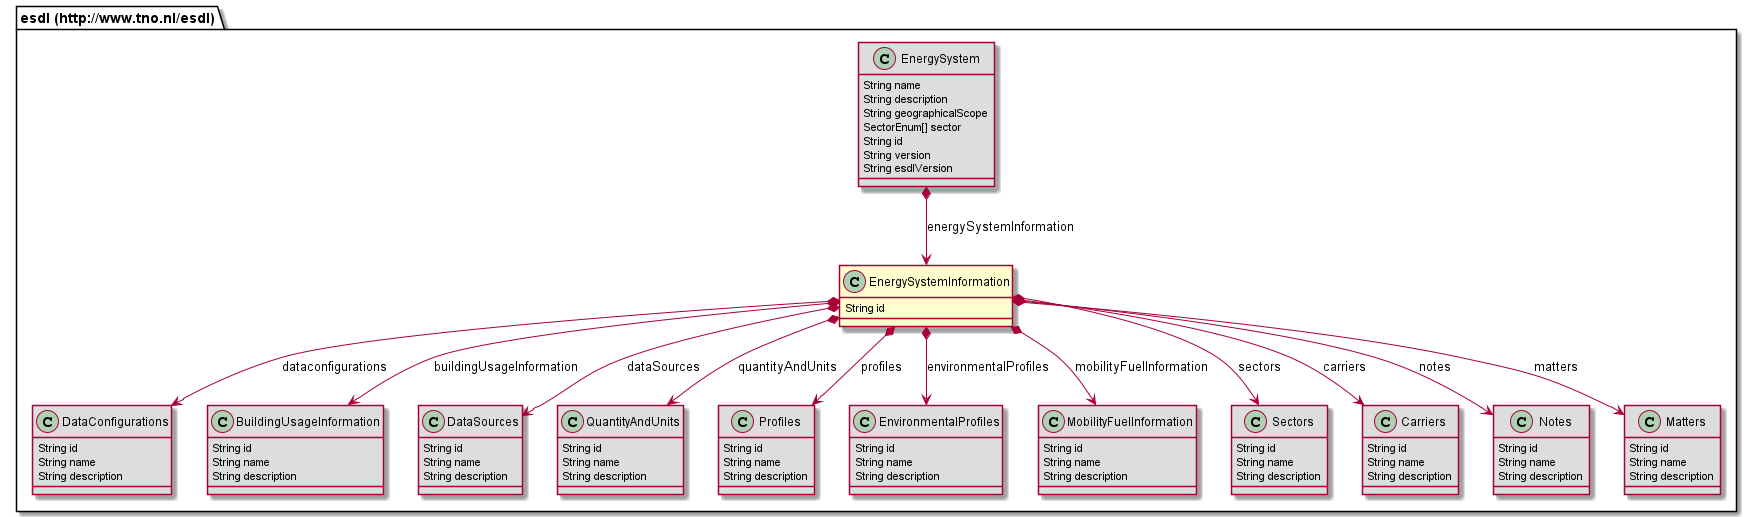 esdl (http://www.tno.nl/esdl)
C EnergySystem
String name
String description
String geographicalScope
SectorEnum[] sector
String id
String version
String esdlVersion
energySystemInformation
C EnergySystemInformation
String id
dataconfigurations
buildingUsageInformation
dataSources
quantityAndUnits
profiles
environmentalProfiles
mobilityFuelInformation
sectors
carriers
notes
matters
C DataConfigurations
String id
String name
String description
C BuildingUsageInformation
String id
String name
String description
C DataSources
String id
String name
String description
C QuantityAndUnits
String id
String name
String description
C Profiles
String id
String name
String description
C EnvironmentalProfiles
String id
String name
String description
C MobilityFuelInformation
String id
String name
String description
C Sectors
String id
String name
String description
C Carriers
String id
String name
String description
C Notes
String id
String name
String description
C Matters
String id
String name
String description